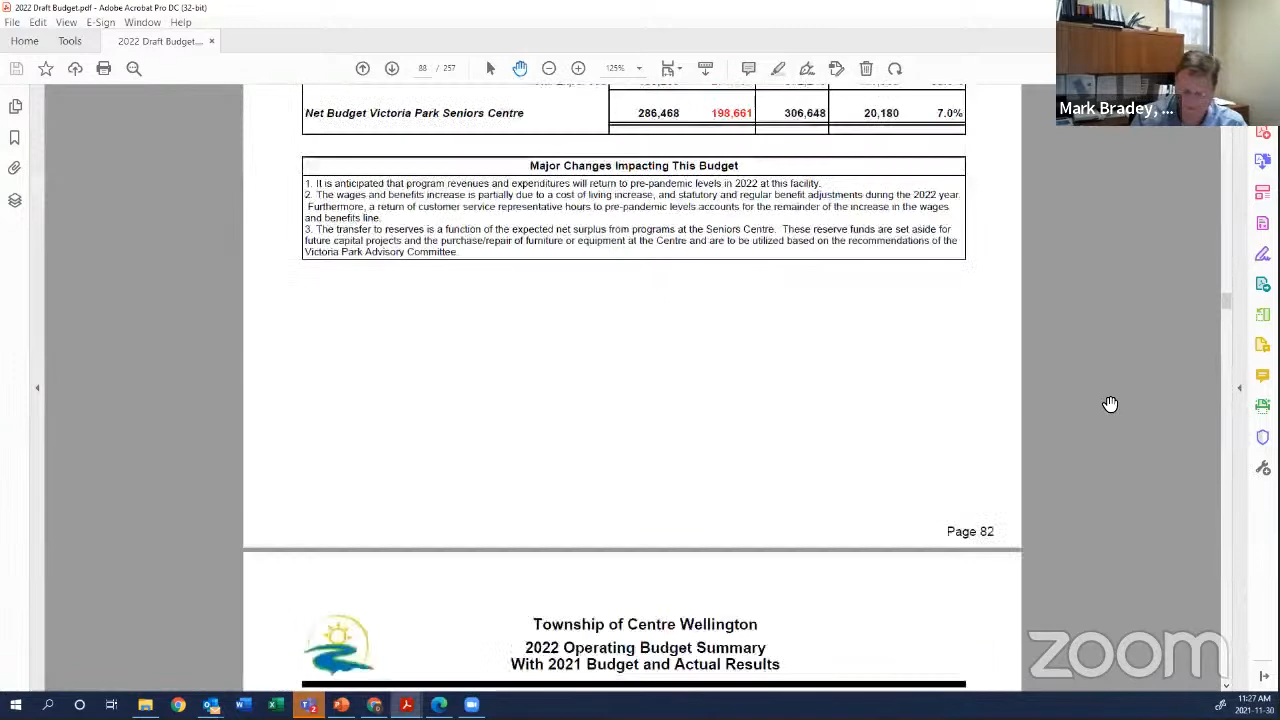 2022 Draft Budget.pdf - Adobe Acrobat Pro DC (32-bit)
File Edit View E-Sign Window Help
Home Tools 2022 Draft Budget... ×
88 / 257 125%
Mark Bradey, ...
Net Budget Victoria Park Seniors Centre 286,468 198,661 306,648 20,180 7.0%
Major Changes Impacting This Budget
1. It is anticipated that program revenues and expenditures will return to pre-pandemic levels in 2022 at this facility.
2. The wages and benefits increase is partially due to a cost of living increase, and statutory and regular benefit adjustments during the 2022 year.
Furthermore, a return of customer service representative hours to pre-pandemic levels accounts for the remainder of the increase in the wages
and benefits line.
3. The transfer to reserves is a function of the expected net surplus from programs at the Seniors Centre. These reserve funds are set aside for
future capital projects and the purchase/repair of furniture or equipment at the Centre and are to be utilized based on the recommendations of the
Victoria Park Advisory Committee.
Page 82
Township of Centre Wellington
2022 Operating Budget Summary
With 2021 Budget and Actual Results
zoom
11:27 AM
2021-11-30